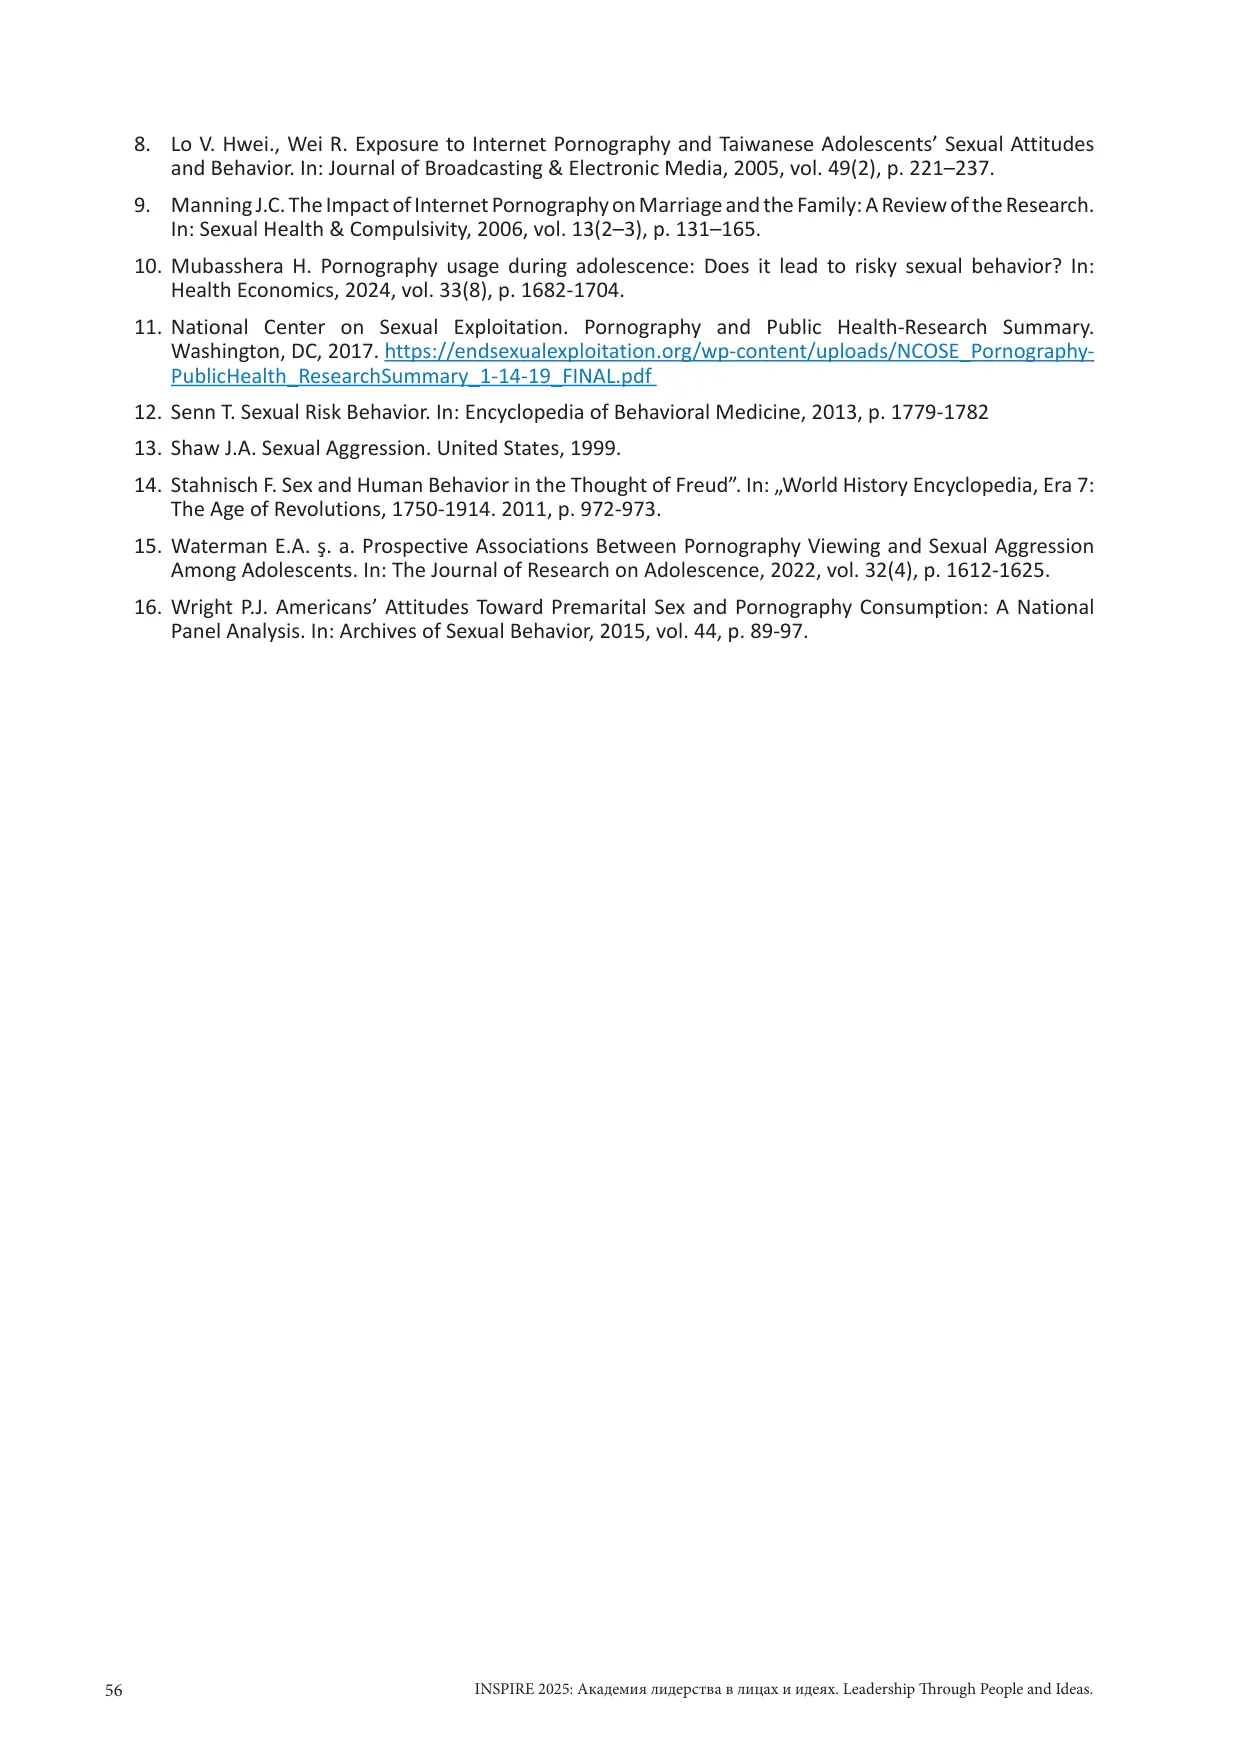 8. Lo V. Hwei., Wei R. Exposure to Internet Pornography and Taiwanese Adolescents’ Sexual Attitudes
and Behavior. In: Journal of Broadcasting & Electronic Media, 2005, vol. 49(2), p. 221–237.
9. Manning J.C. The Impact of Internet Pornography on Marriage and the Family: A Review of the Research.
In: Sexual Health & Compulsivity, 2006, vol. 13(2–3), p. 131–165.
10. Mubasshera H. Pornography usage during adolescence: Does it lead to risky sexual behavior? In:
Health Economics, 2024, vol. 33(8), p. 1682-1704.
11. National Center on Sexual Exploitation. Pornography and Public Health-Research Summary.
Washington, DC, 2017. https://endsexualexploitation.org/wp-content/uploads/NCOSE_Pornography-
PublicHealth_ResearchSummary_1-14-19_FINAL.pdf
12. Senn T. Sexual Risk Behavior. In: Encyclopedia of Behavioral Medicine, 2013, p. 1779-1782
13. Shaw J.A. Sexual Aggression. United States, 1999.
14. Stahnisch F. Sex and Human Behavior in the Thought of Freud”. In: „World History Encyclopedia, Era 7:
The Age of Revolutions, 1750-1914. 2011, p. 972-973.
15. Waterman E.A. ş. a. Prospective Associations Between Pornography Viewing and Sexual Aggression
Among Adolescents. In: The Journal of Research on Adolescence, 2022, vol. 32(4), p. 1612-1625.
16. Wright P.J. Americans’ Attitudes Toward Premarital Sex and Pornography Consumption: A National
Panel Analysis. In: Archives of Sexual Behavior, 2015, vol. 44, p. 89-97.
56 INSPIRE 2025: Академия лидерства в лицах и идеях. Leadership Through People and Ideas.